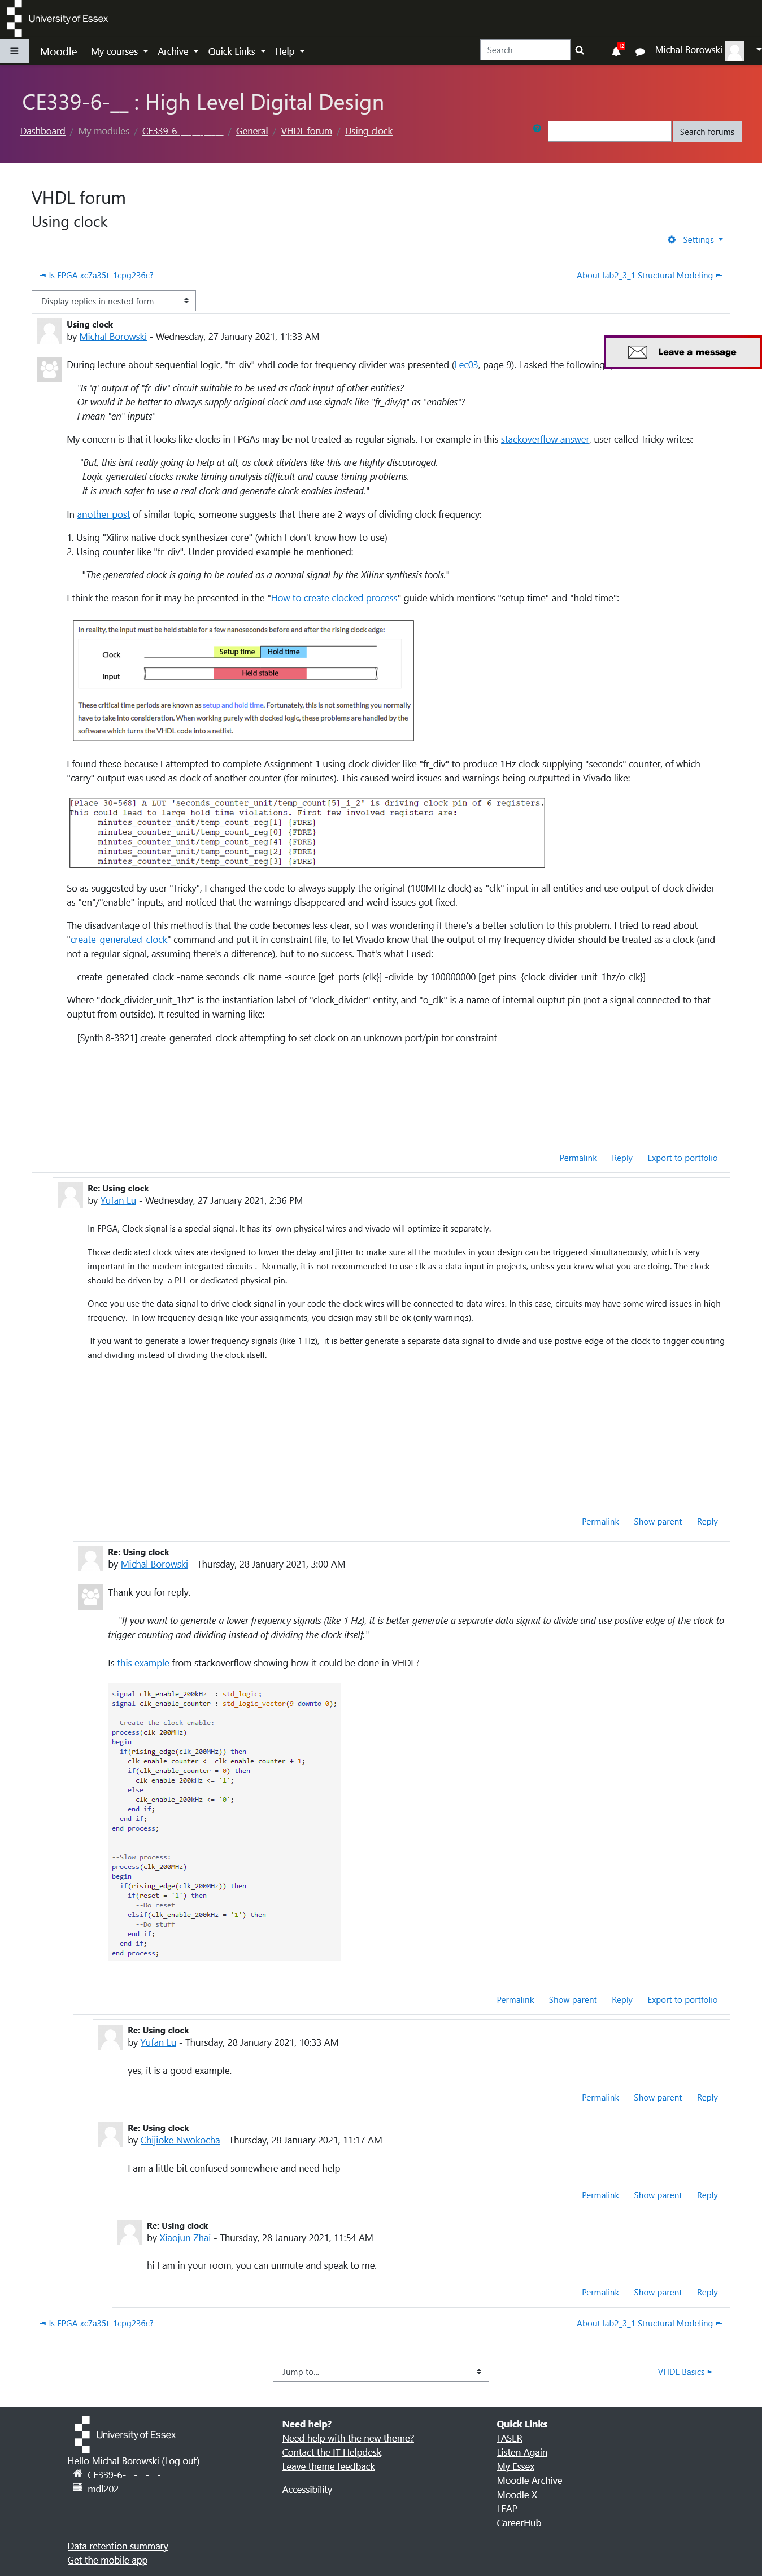 University of Essex
Moodle My courses Archive Quick Links Help Search 12 Michal Borowski
CE339-6-__ : High Level Digital Design
Dashboard / My modules / CE339-6-__-__-__-__ / General / VHDL forum / Using clock Search forums
VHDL forum
Using clock
Settings
◄ Is FPGA xc7a35t-1cpg236c?
About lab2_3_1 Structural Modeling ►
Display replies in nested form
Using clock
by Michal Borowski - Wednesday, 27 January 2021, 11:33 AM
Leave a message
During lecture about sequential logic, "fr_div" vhdl code for frequency divider was presented (Lec03, page 9). I asked the following
"Is 'q' output of "fr_div" circuit suitable to be used as clock input of other entities?
Or would it be better to always supply original clock and use signals like "fr_div/q" as "enables"?
I mean "en" inputs"
My concern is that it looks like clocks in FPGAs may be not treated as regular signals. For example in this stackoverflow answer, user called Tricky writes:
"But, this isnt really going to help at all, as clock dividers like this are highly discouraged.
Logic generated clocks make timing analysis difficult and cause timing problems.
It is much safer to use a real clock and generate clock enables instead."
In another post of similar topic, someone suggests that there are 2 ways of dividing clock frequency:
1. Using "Xilinx native clock synthesizer core" (which I don't know how to use)
2. Using counter like "fr_div". Under provided example he mentioned:
"The generated clock is going to be routed as a normal signal by the Xilinx synthesis tools."
I think the reason for it may be presented in the "How to create clocked process" guide which mentions "setup time" and "hold time":
In reality, the input must be held stable for a few nanoseconds before and after the rising clock edge:
Clock Setup time Hold time
Input Held stable
These critical time periods are known as setup and hold time. Fortunately, this is not something you normally
have to take into consideration. When working purely with clocked logic, these problems are handled by the
software which turns the VHDL code into a netlist.
I found these because I attempted to complete Assignment 1 using clock divider like "fr_div" to produce 1Hz clock supplying "seconds" counter, of which
"carry" output was used as clock of another counter (for minutes). This caused weird issues and warnings being outputted in Vivado like:
[Place 30-568] A LUT 'seconds_counter_unit/temp_count[5]_i_2' is driving clock pin of 6 registers.
This could lead to large hold time violations. First few involved registers are:
minutes_counter_unit/temp_count_reg[1] {FDRE}
minutes_counter_unit/temp_count_reg[0] {FDRE}
minutes_counter_unit/temp_count_reg[4] {FDRE}
minutes_counter_unit/temp_count_reg[2] {FDRE}
minutes_counter_unit/temp_count_reg[3] {FDRE}
So as suggested by user "Tricky", I changed the code to always supply the original (100MHz clock) as "clk" input in all entities and use output of clock divider
as "en"/"enable" inputs, and noticed that the warnings disappeared and weird issues got fixed.
The disadvantage of this method is that the code becomes less clear, so I was wondering if there's a better solution to this problem. I tried to read about
"create_generated_clock" command and put it in constraint file, to let Vivado know that the output of my frequency divider should be treated as a clock (and
not a regular signal, assuming there's a difference), but to no success. That's what I used:
create_generated_clock -name seconds_clk_name -source [get_ports {clk}] -divide_by 100000000 [get_pins {clock_divider_unit_1hz/o_clk}]
Where "dock_divider_unit_1hz" is the instantiation label of "clock_divider" entity, and "o_clk" is a name of internal ouptut pin (not a signal connected to that
ouptut from outside). It resulted in warning like:
[Synth 8-3321] create_generated_clock attempting to set clock on an unknown port/pin for constraint
Permalink Reply Export to portfolio
Re: Using clock
by Yufan Lu - Wednesday, 27 January 2021, 2:36 PM
In FPGA, Clock signal is a special signal. It has its' own physical wires and vivado will optimize it separately.
Those dedicated clock wires are designed to lower the delay and jitter to make sure all the modules in your design can be triggered simultaneously, which is very
important in the modern integarted circuits . Normally, it is not recommended to use clk as a data input in projects, unless you know what you are doing. The clock
should be driven by a PLL or dedicated physical pin.
Once you use the data signal to drive clock signal in your code the clock wires will be connected to data wires. In this case, circuits may have some wired issues in high
frequency. In low frequency design like your assignments, you design may still be ok (only warnings).
If you want to generate a lower frequency signals (like 1 Hz), it is better generate a separate data signal to divide and use postive edge of the clock to trigger counting
and dividing instead of dividing the clock itself.
Permalink Show parent Reply
Re: Using clock
by Michal Borowski - Thursday, 28 January 2021, 3:00 AM
Thank you for reply.
"If you want to generate a lower frequency signals (like 1 Hz), it is better generate a separate data signal to divide and use postive edge of the clock to
trigger counting and dividing instead of dividing the clock itself."
Is this example from stackoverflow showing how it could be done in VHDL?
signal clk_enable_200kHz : std_logic;
signal clk_enable_counter : std_logic_vector(9 downto 0);
--Create the clock enable:
process(clk_200MHz)
begin
if(rising_edge(clk_200MHz)) then
clk_enable_counter <= clk_enable_counter + 1;
if(clk_enable_counter = 0) then
clk_enable_200kHz <= '1';
else
clk_enable_200kHz <= '0';
end if;
end if;
end process;
--Slow process:
process(clk_200MHz)
begin
if(rising_edge(clk_200MHz)) then
if(reset = '1') then
--Do reset
elsif(clk_enable_200kHz = '1') then
--Do stuff
end if;
end if;
end process;
Permalink Show parent Reply Export to portfolio
Re: Using clock
by Yufan Lu - Thursday, 28 January 2021, 10:33 AM
yes, it is a good example.
Permalink Show parent Reply
Re: Using clock
by Chijioke Nwokocha - Thursday, 28 January 2021, 11:17 AM
I am a little bit confused somewhere and need help
Permalink Show parent Reply
Re: Using clock
by Xiaojun Zhai - Thursday, 28 January 2021, 11:54 AM
hi I am in your room, you can unmute and speak to me.
Permalink Show parent Reply
◄ Is FPGA xc7a35t-1cpg236c?
About lab2_3_1 Structural Modeling ►
Jump to...
VHDL Basics ►
University of Essex
Hello Michal Borowski (Log out)
CE339-6-__-__-__-__
mdl202
Data retention summary
Get the mobile app
Need help?
Need help with the new theme?
Contact the IT Helpdesk
Leave theme feedback
Accessibility
Quick Links
FASER
Listen Again
My Essex
Moodle Archive
Moodle X
LEAP
CareerHub